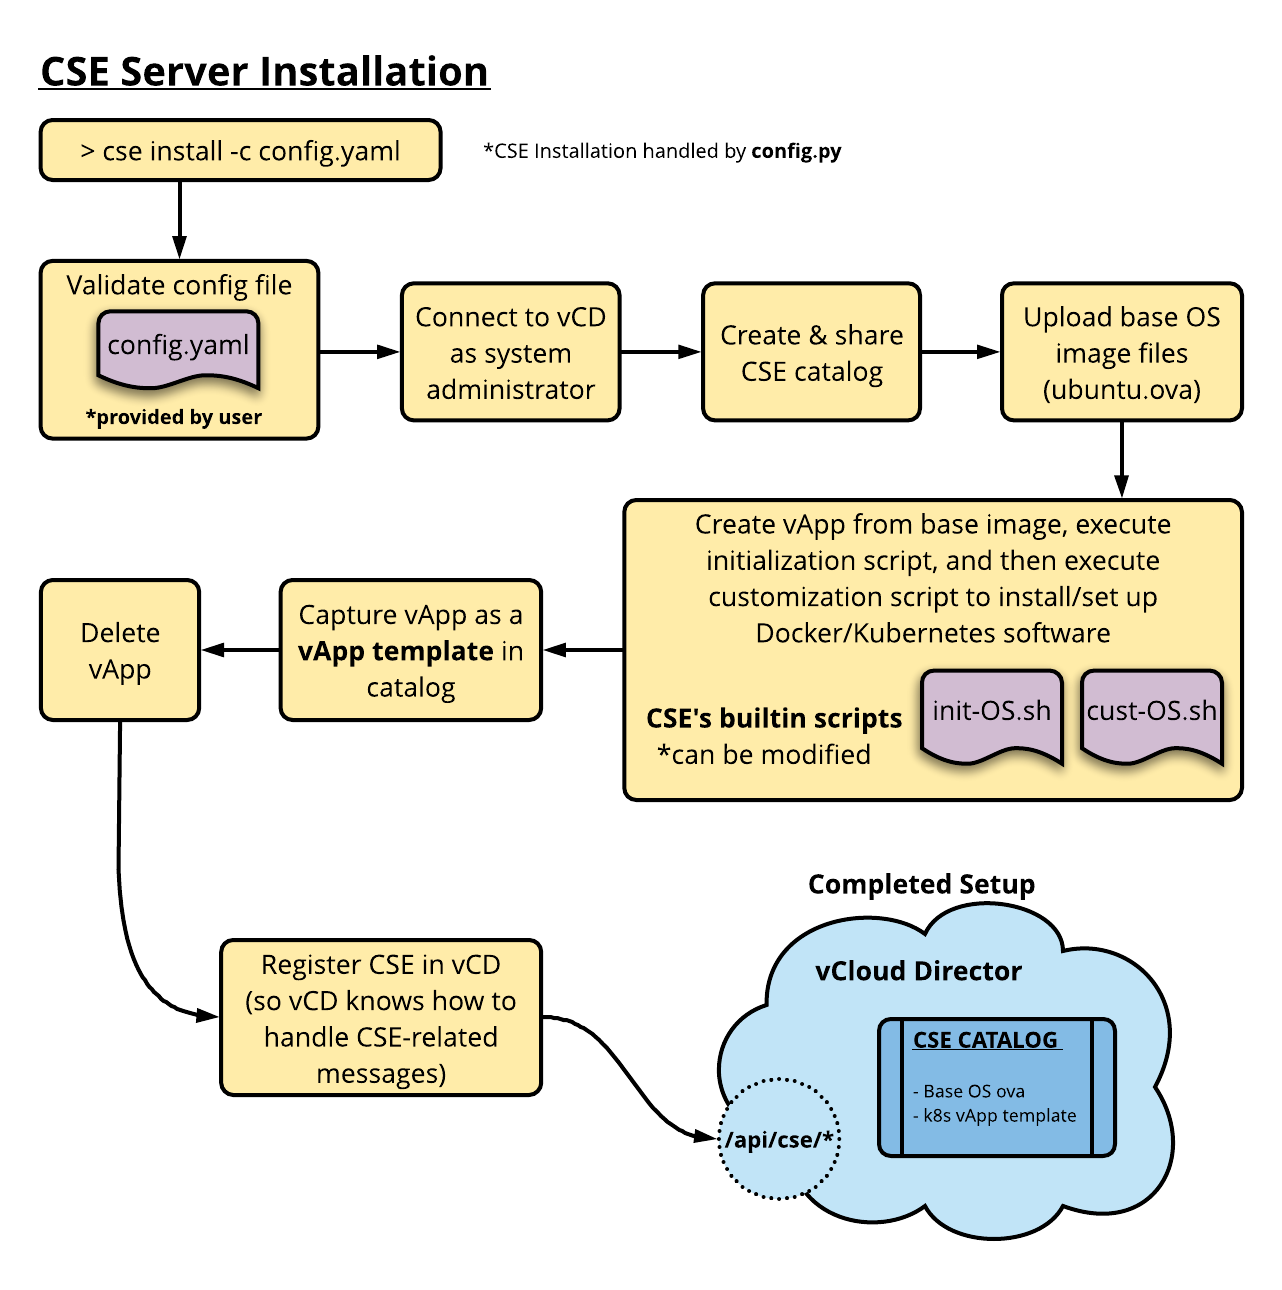 CSE Server Installation
> cse install -c config.yaml
*CSE Installation handled by config.py
Validate config file
config.yaml
*provided by user
Connect to vCD
as system
administrator
Create & share
CSE catalog
Upload base OS
image files
(ubuntu.ova)
Create vApp from base image, execute
initialization script, and then execute
customization script to install/set up
Docker/Kubernetes software
CSE's builtin scripts
*can be modified
init-OS.sh
cust-OS.sh
Capture vApp as a
vApp template in
catalog
Delete
vApp
Register CSE in vCD
(so vCD knows how to
handle CSE-related
messages)
Completed Setup
vCloud Director
CSE CATALOG
- Base OS ova
- k8s vApp template
/api/cse/*